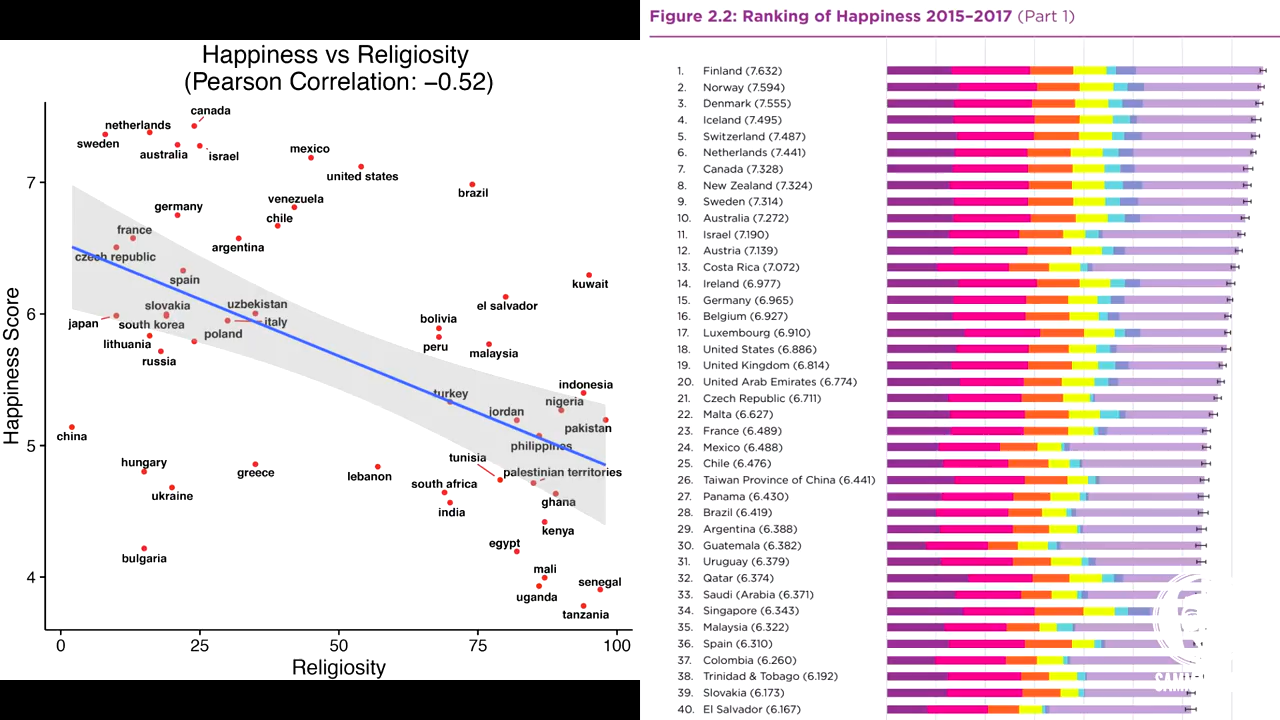 Happiness vs Religiosity
(Pearson Correlation: −0.52)
canada
netherlands
sweden
australia
israel
mexico
united states
brazil
7
venezuela
germany
chile
france
argentina
czech republic
spain
kuwait
el salvador
slovakia
uzbekistan
6
japan
south korea
italy
bolivia
poland
lithuania
peru
russia
malaysia
indonesia
turkey
nigeria
jordan
pakistan
china
5
philippines
tunisia
hungary
greece
lebanon
palestinian territories
south africa
ukraine
india
ghana
kenya
egypt
bulgaria
mali
4
senegal
uganda
tanzania
Happiness Score
0 25 50 75 100
Religiosity
Figure 2.2: Ranking of Happiness 2015–2017 (Part 1)
1. Finland (7.632)
2. Norway (7.594)
3. Denmark (7.555)
4. Iceland (7.495)
5. Switzerland (7.487)
6. Netherlands (7.441)
7. Canada (7.328)
8. New Zealand (7.324)
9. Sweden (7.314)
10. Australia (7.272)
11. Israel (7.190)
12. Austria (7.139)
13. Costa Rica (7.072)
14. Ireland (6.977)
15. Germany (6.965)
16. Belgium (6.927)
17. Luxembourg (6.910)
18. United States (6.886)
19. United Kingdom (6.814)
20. United Arab Emirates (6.774)
21. Czech Republic (6.711)
22. Malta (6.627)
23. France (6.489)
24. Mexico (6.488)
25. Chile (6.476)
26. Taiwan Province of China (6.441)
27. Panama (6.430)
28. Brazil (6.419)
29. Argentina (6.388)
30. Guatemala (6.382)
31. Uruguay (6.379)
32. Qatar (6.374)
33. Saudi (Arabia (6.371)
34. Singapore (6.343)
35. Malaysia (6.322)
36. Spain (6.310)
37. Colombia (6.260)
38. Trinidad & Tobago (6.192)
39. Slovakia (6.173)
40. El Salvador (6.167)